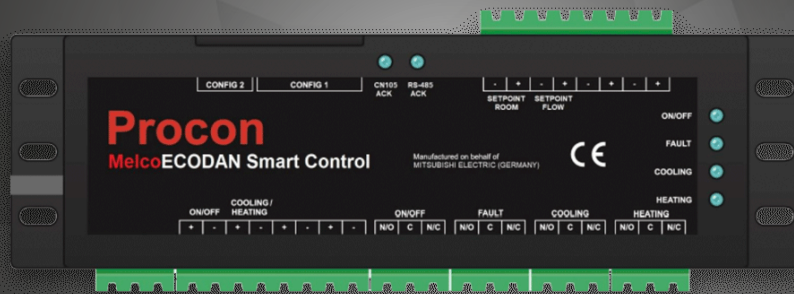 CONFIG 2 CONFIG 1 CN105 ACK RS-485 ACK - + - + - + - +
SETPOINT ROOM SETPOINT FLOW
ON/OFF
Procon
FAULT
MelcoECODAN Smart Control
Manufactured on behalf of
MITSUBISHI ELECTRIC (GERMANY)
CE
COOLING
HEATING
ON/OFF COOLING / HEATING ON/OFF FAULT COOLING HEATING
+ - + - + - + - N/O C N/C N/O C N/C N/O C N/C N/O C N/C